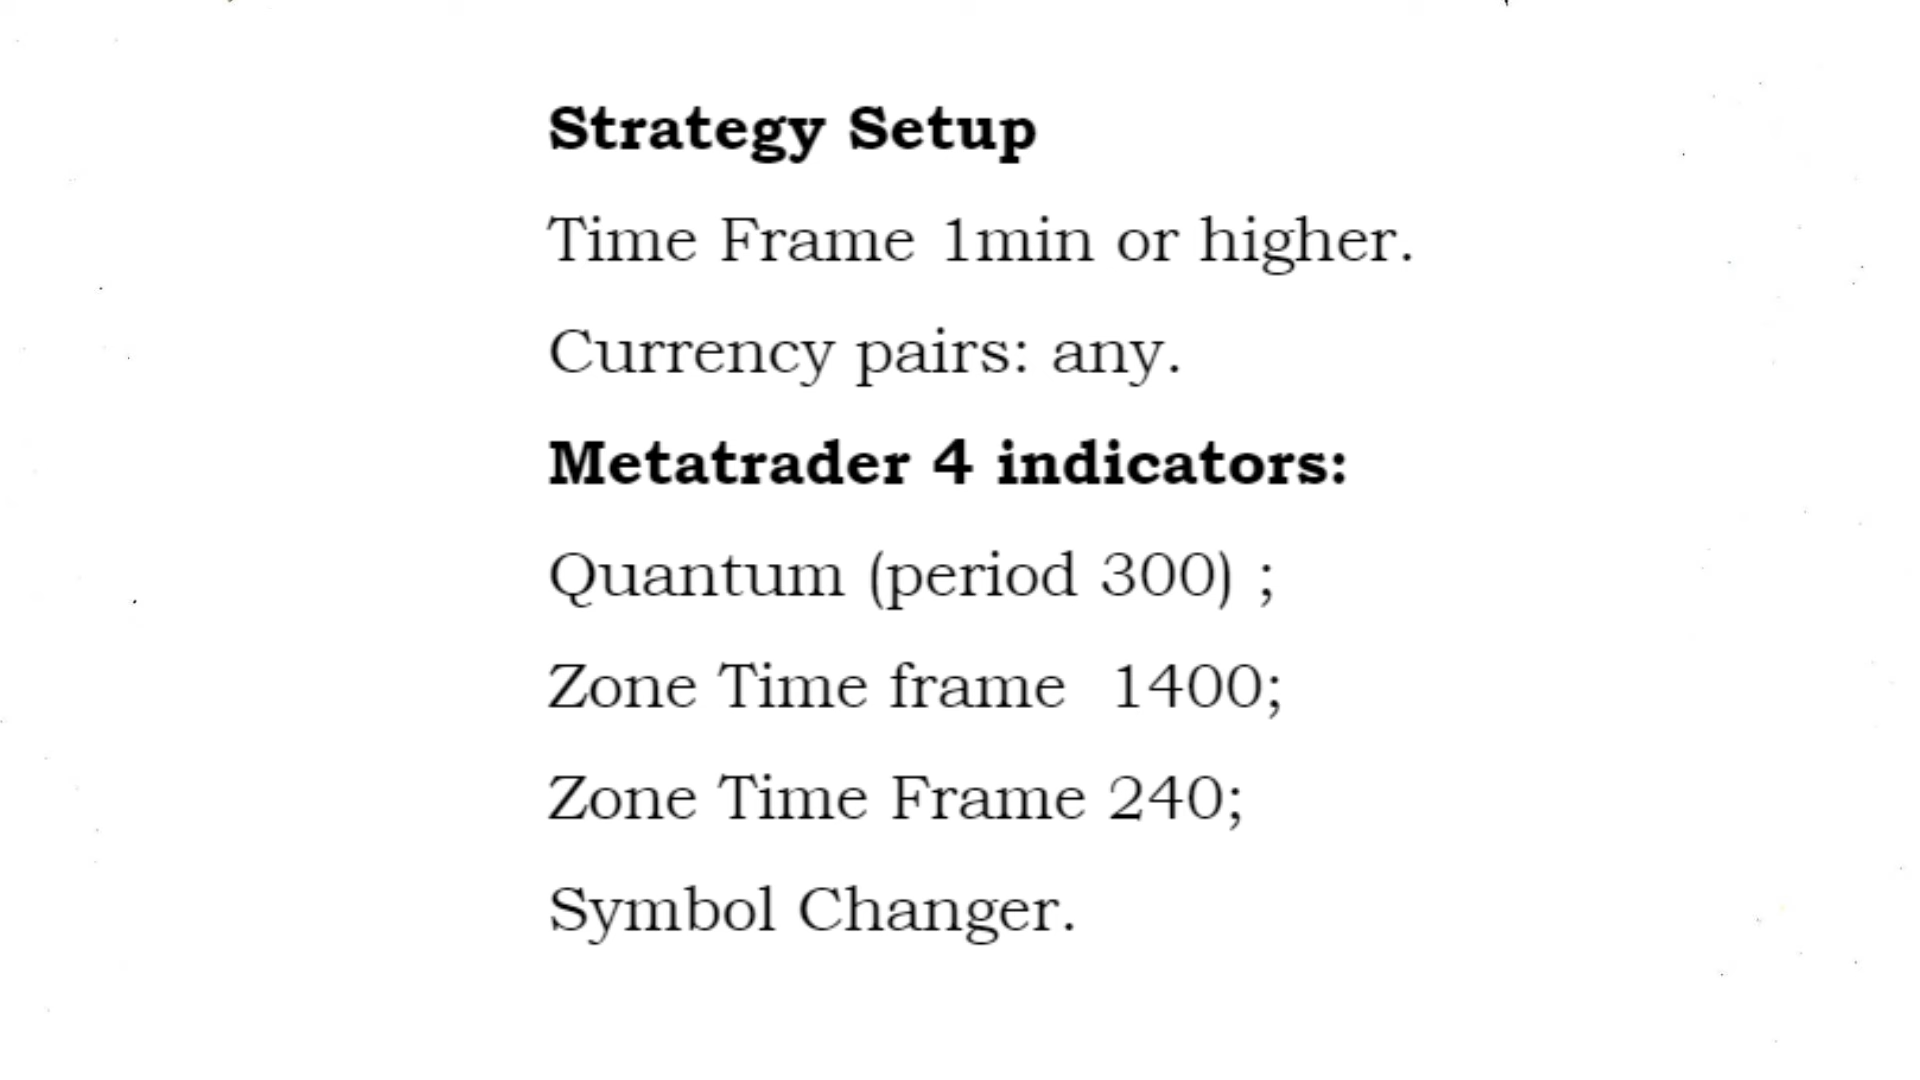 Strategy Setup
Time Frame 1min or higher.
Currency pairs: any.
Metatrader 4 indicators:
Quantum (period 300) ;
Zone Time frame  1400;
Zone Time Frame 240;
Symbol Changer.